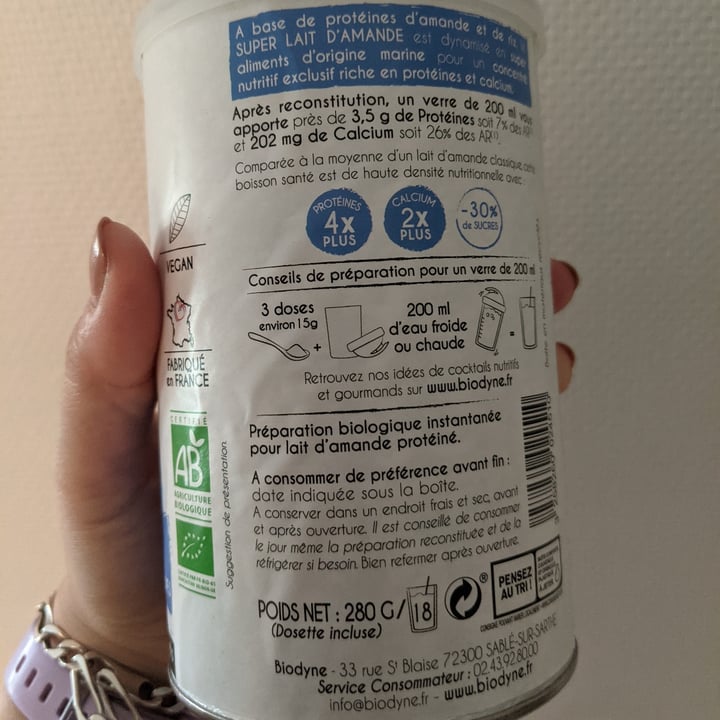 A base de protéines d'amande et de riz, le
SUPER LAIT D'AMANDE est dynamisé en super
aliments d'origine marine pour un concentré
nutritif exclusif riche en protéines et calcium.
Après reconstitution, un verre de 200 ml vous
apporte près de 3,5 g de Protéines soit 7% des AR
et 202 mg de Calcium soit 26% des AR(1).
Comparée à la moyenne d'un lait d'amande classique, cette
boisson santé est de haute densité nutritionnelle avec :
PROTÉINES
4x
PLUS
CALCIUM
2x
PLUS
-30%
de SUCRES
VEGAN
FABRIQUÉ
en FRANCE
Conseils de préparation pour un verre de 200 ml
3 doses
environ 15g
+
200 ml
d'eau froide
ou chaude
=
Retrouvez nos idées de cocktails nutritifs
et gourmands sur www.biodyne.fr
CERTIFIÉ
AB
AGRICULTURE
BIOLOGIQUE
Suggestion de présentation.
Préparation biologique instantanée
pour lait d'amande protéiné.
A consommer de préférence avant fin :
date indiquée sous la boîte.
A conserver dans un endroit frais et sec, avant
et après ouverture. Il est conseillé de consommer
le jour même la préparation reconstituée et de la
réfrigérer si besoin. Bien refermer après ouverture.
POIDS NET : 280 G/18
(Dosette incluse)
®
PENSEZ
AU TRI !
Biodyne - 33 rue St Blaise 72300 SABLÉ-SUR-SARTHE
Service Consommateur : 02.43.92.80.00
info@biodyne.fr - www.biodyne.fr